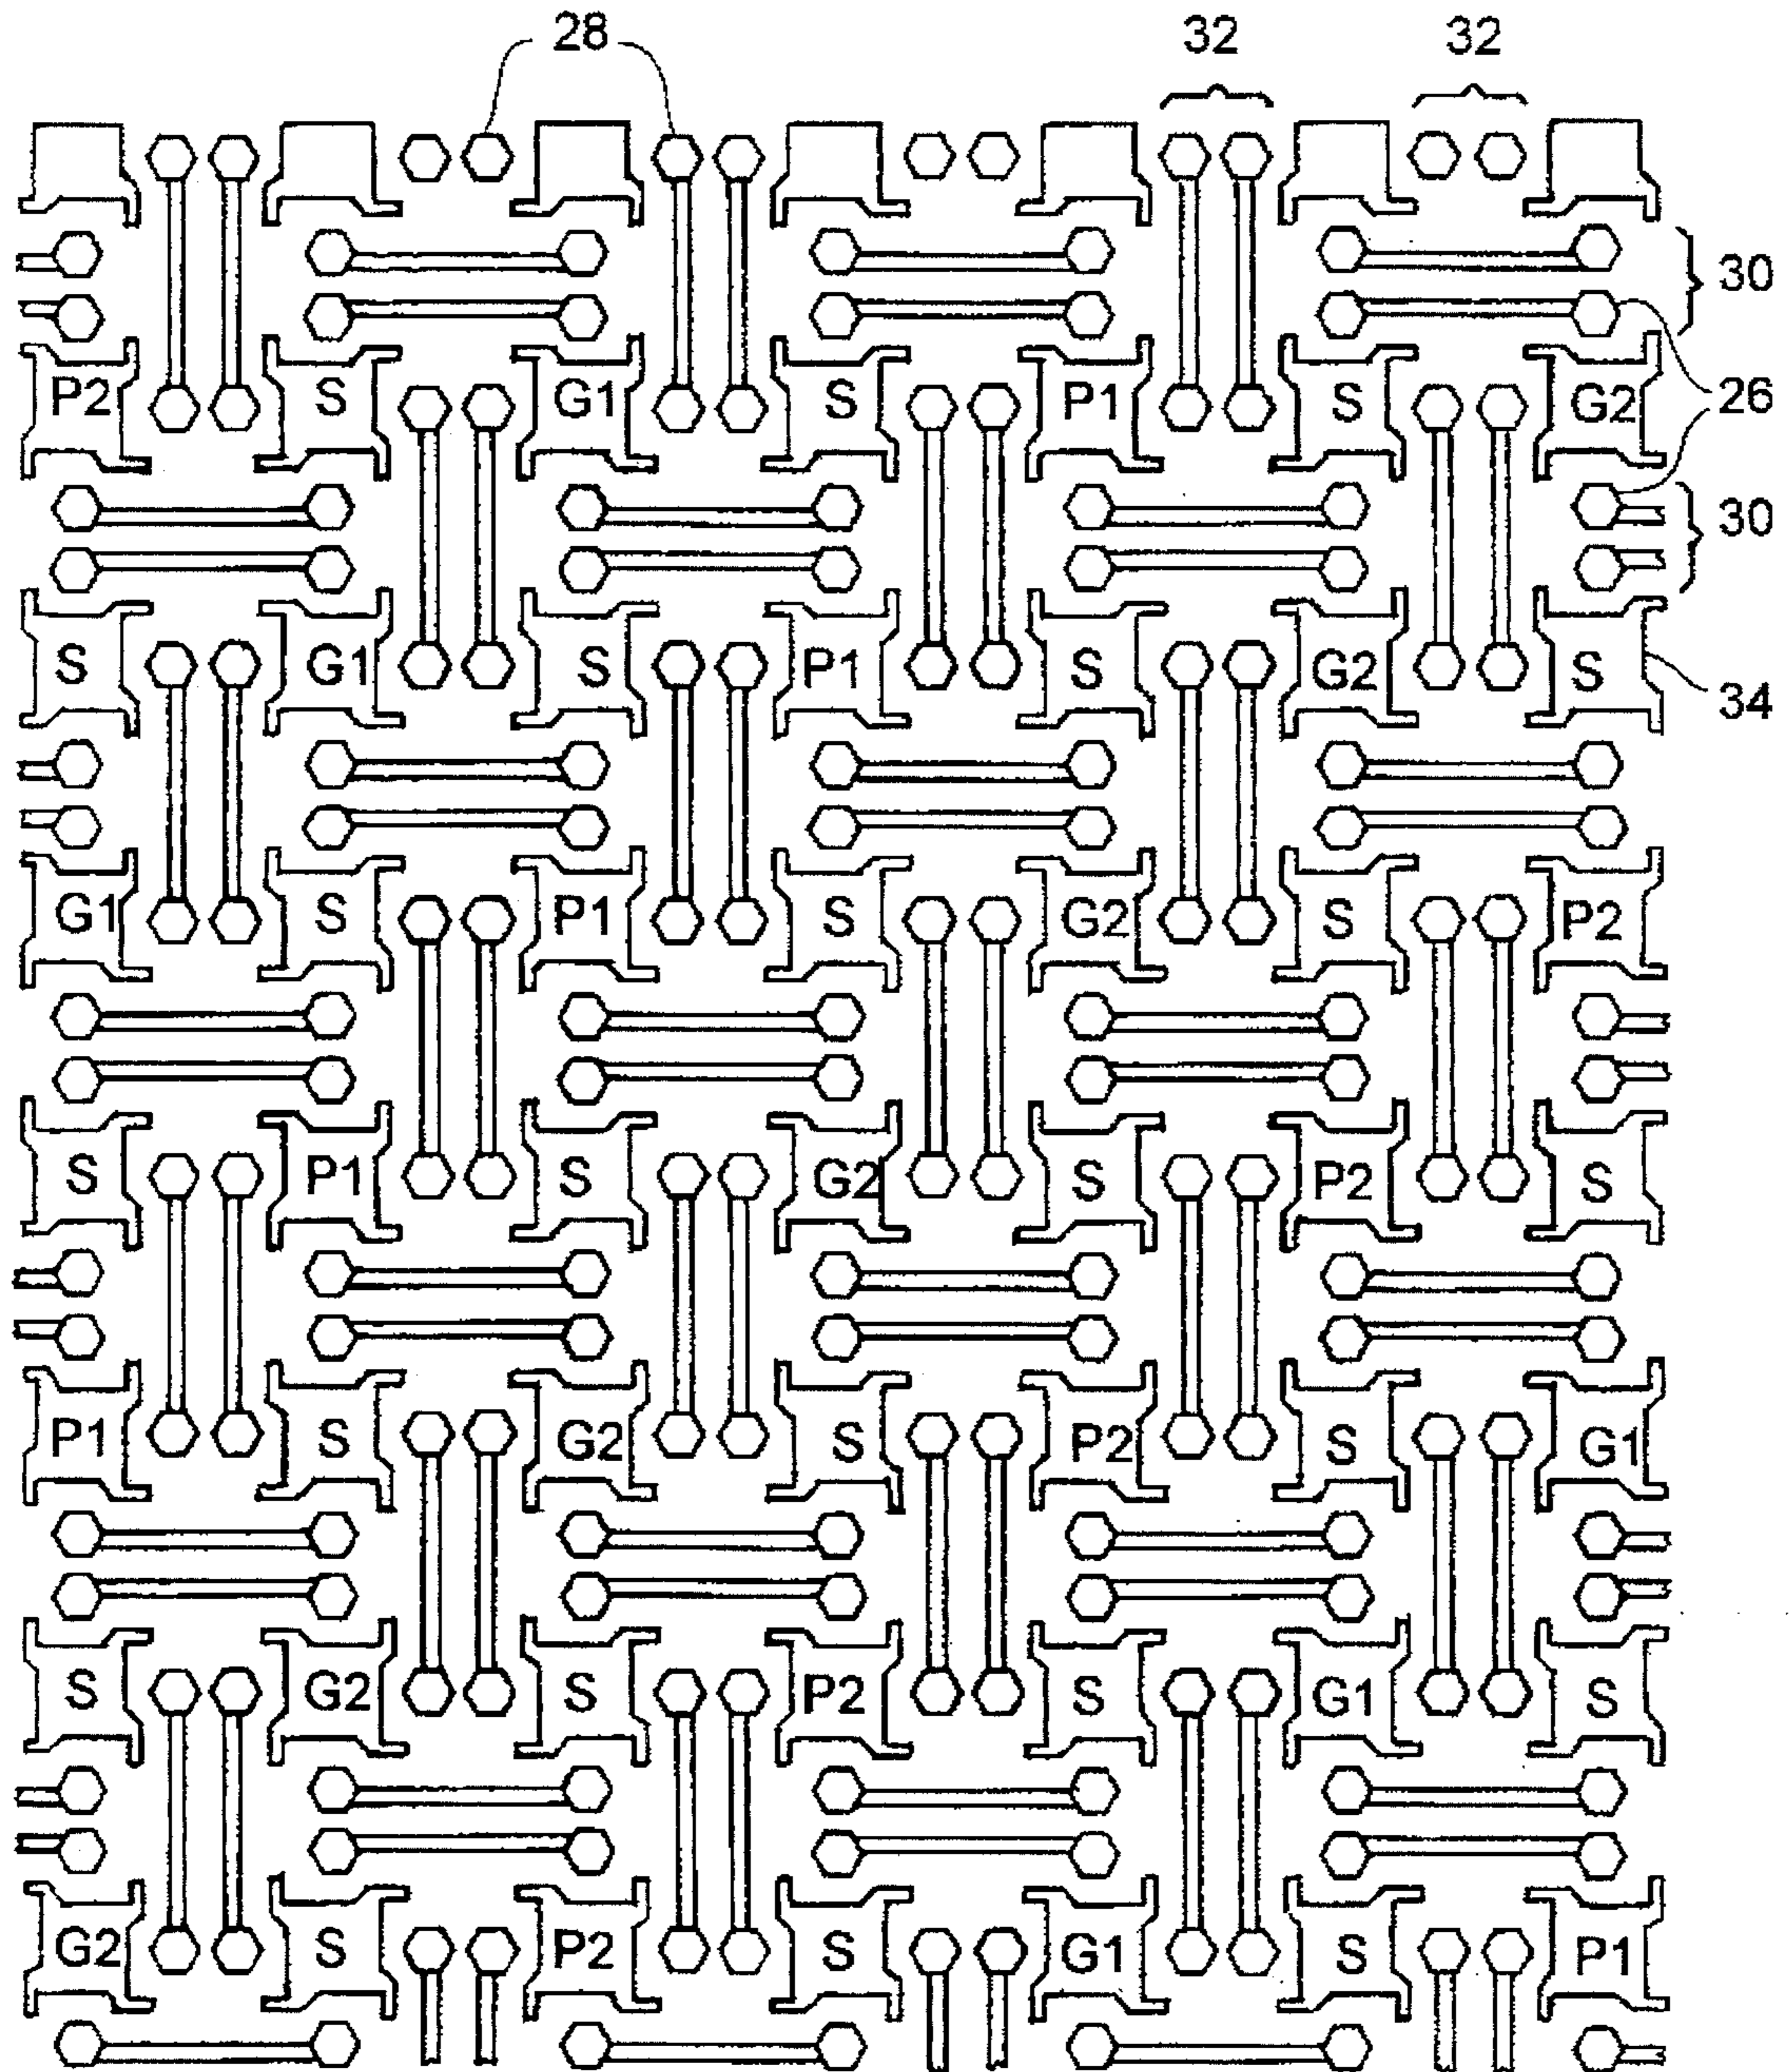 28 32 32
30
P2 S G1 S P1 S G2
26
30
S G1 S P1 S G2 S
34
G1 S P1 S G2 S P2
S P1 S G2 S P2 S
P1 S G2 S P2 S G1
S G2 S P2 S G1 S
G2 S P2 S G1 S P1